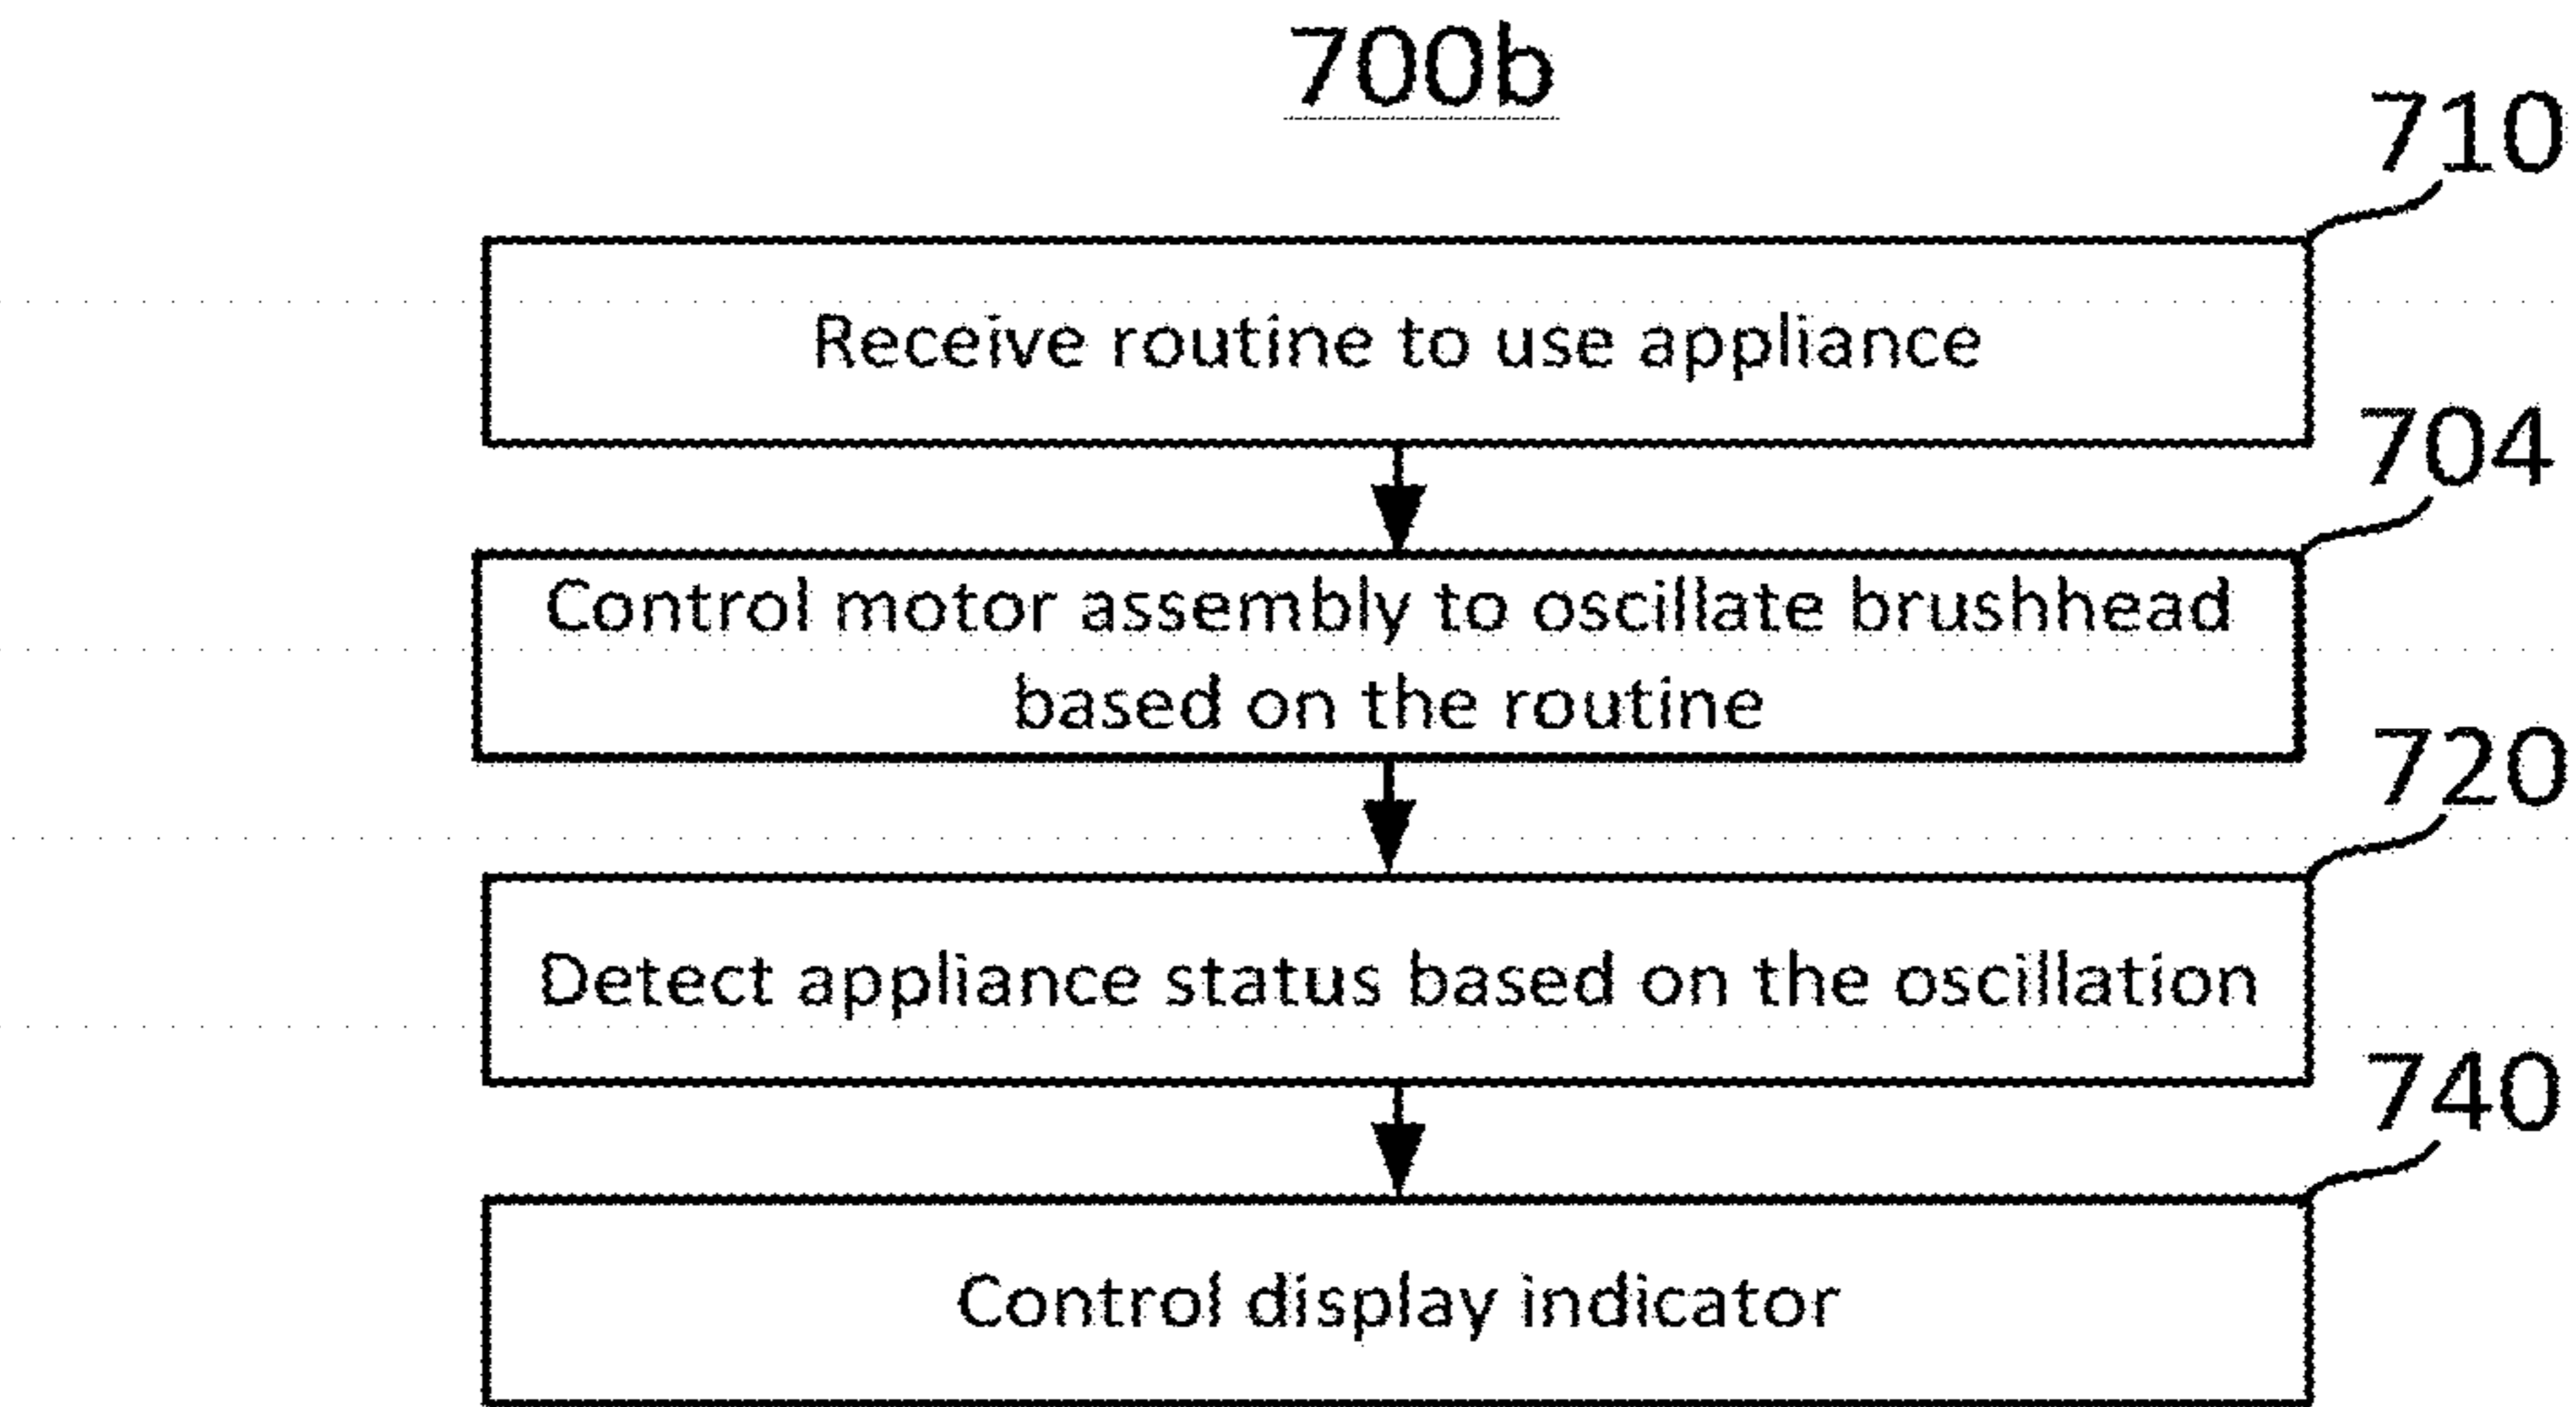 700b
710
Receive routine to use appliance
704
Control motor assembly to oscillate brushhead
based on the routine
720
Detect appliance status based on the oscillation
740
Control display indicator